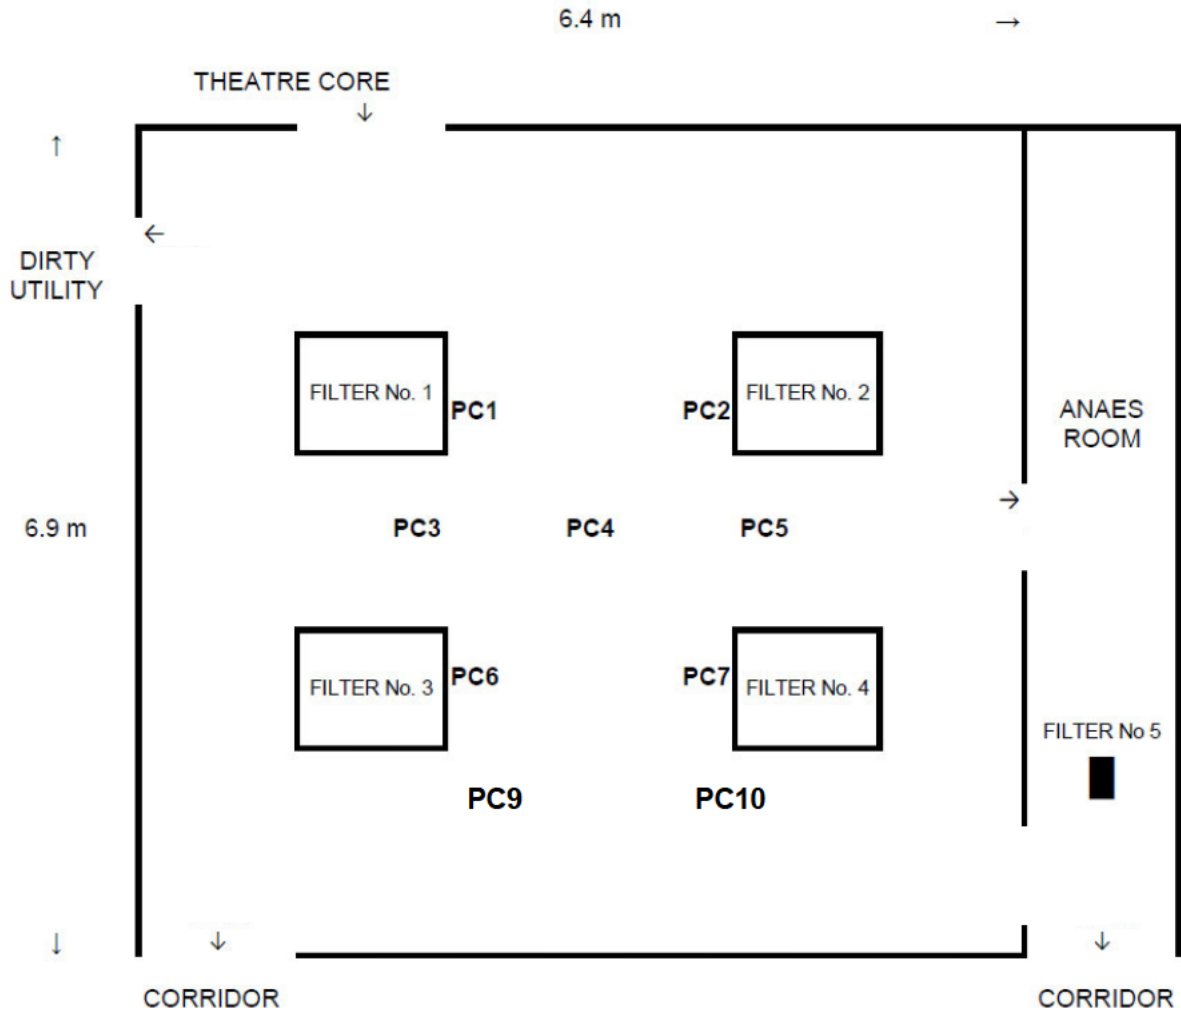 6.4 m →
THEATRE CORE
↓
↑
←
DIRTY
UTILITY
FILTER No. 1
FILTER No. 2
PC1
PC2
ANAES
ROOM
→
6.9 m
PC3
PC4
PC5
FILTER No. 3
PC6
PC7
FILTER No. 4
FILTER No 5
PC9
PC10
↓
↓
↓
CORRIDOR
CORRIDOR